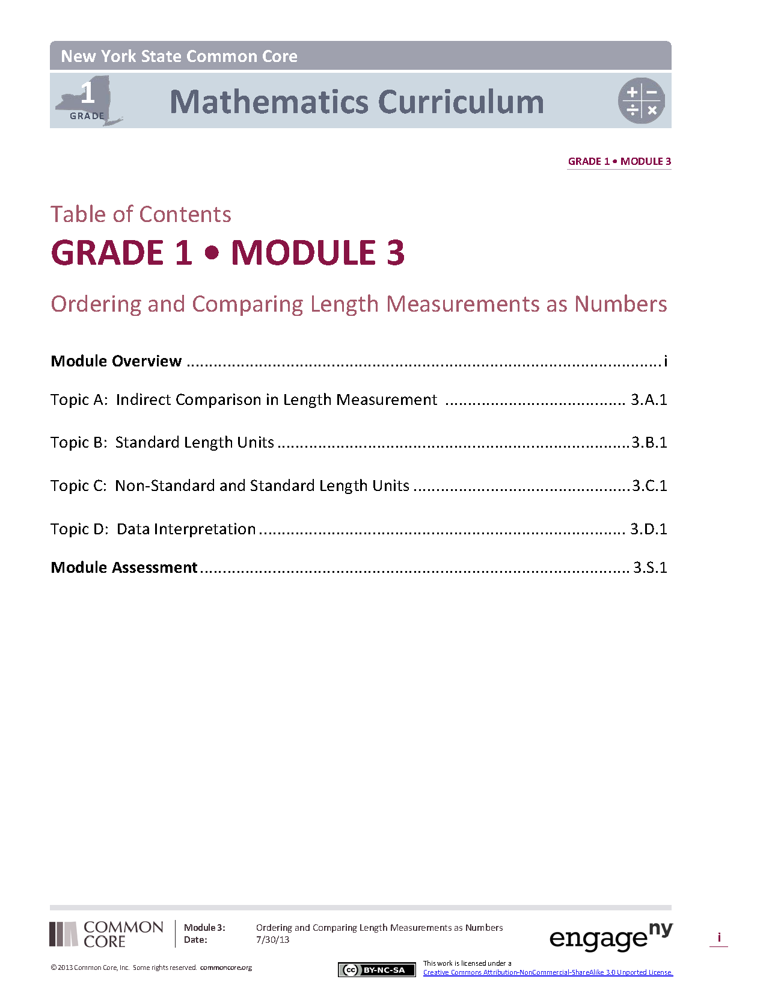 New York State Common Core
1
GRADE
Mathematics Curriculum
GRADE 1 • MODULE 3
Table of Contents
GRADE 1 • MODULE 3
Ordering and Comparing Length Measurements as Numbers
Module Overview ......................................................................................................... i
Topic A:  Indirect Comparison in Length Measurement ........................................ 3.A.1
Topic B:  Standard Length Units .............................................................................. 3.B.1
Topic C:  Non-Standard and Standard Length Units ................................................ 3.C.1
Topic D:  Data Interpretation ................................................................................. 3.D.1
Module Assessment ............................................................................................... 3.S.1
COMMON
CORE
Module 3: Ordering and Comparing Length Measurements as Numbers
Date: 7/30/13
engageny
i
© 2013 Common Core, Inc.  Some rights reserved.  commoncore.org
cc BY-NC-SA
This work is licensed under a
Creative Commons Attribution-NonCommercial-ShareAlike 3.0 Unported License.